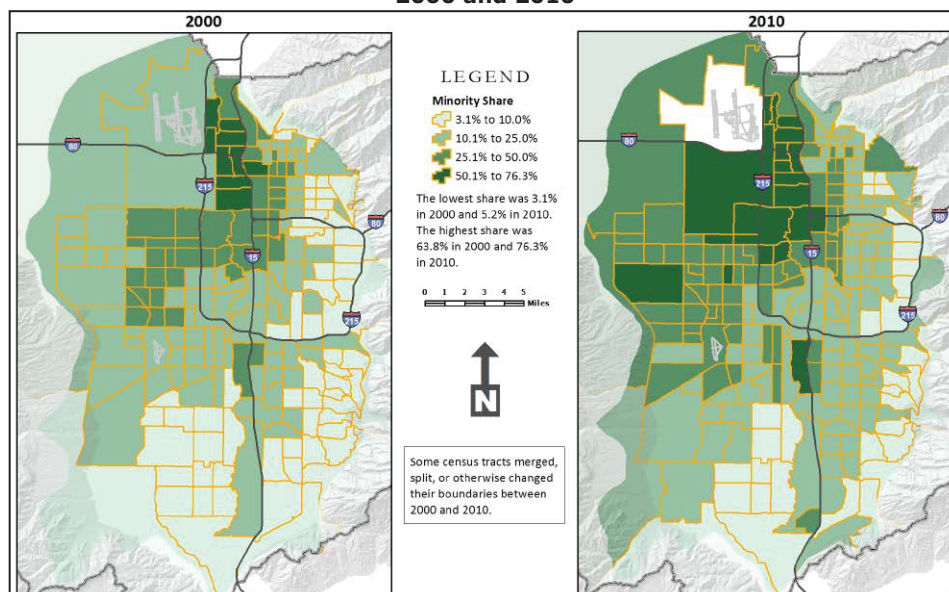 2000 and 2010
2000
2010
80
215
80
15
215
LEGEND
Minority Share
3.1% to 10.0%
10.1% to 25.0%
25.1% to 50.0%
50.1% to 76.3%
The lowest share was 3.1%
in 2000 and 5.2% in 2010.
The highest share was
63.8% in 2000 and 76.3%
in 2010.
0 1 2 3 4 5
Miles
N
Some census tracts merged,
split, or otherwise changed
their boundaries between
2000 and 2010.
80
215
80
15
215